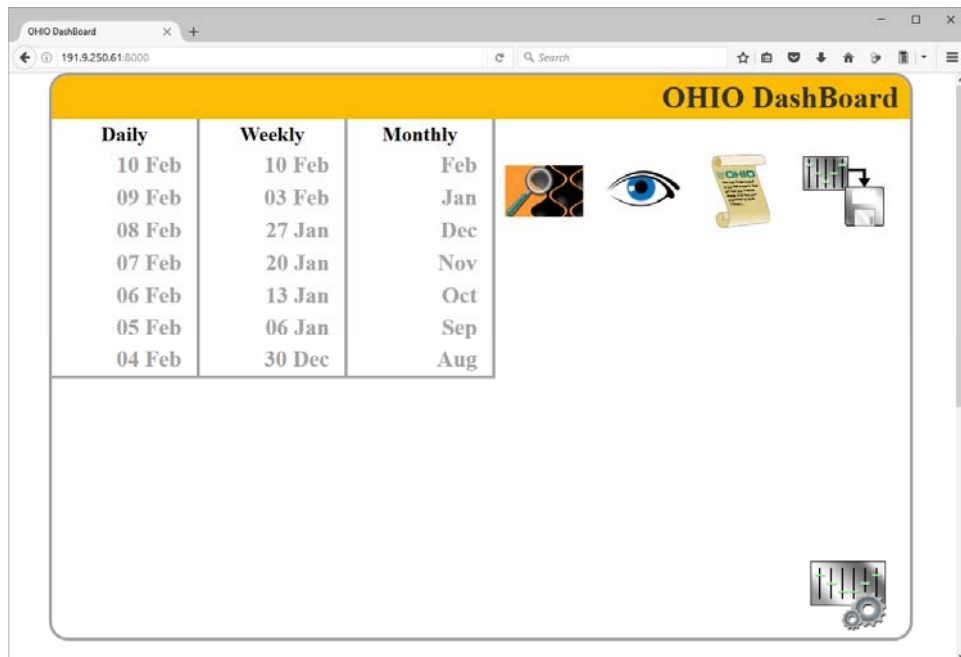 OHIO DashBoard
191.9.250.61:8000
Search
OHIO DashBoard
Daily Weekly Monthly
10 Feb 10 Feb Feb
09 Feb 03 Feb Jan
08 Feb 27 Jan Dec
07 Feb 20 Jan Nov
06 Feb 13 Jan Oct
05 Feb 06 Jan Sep
04 Feb 30 Dec Aug
OHIO